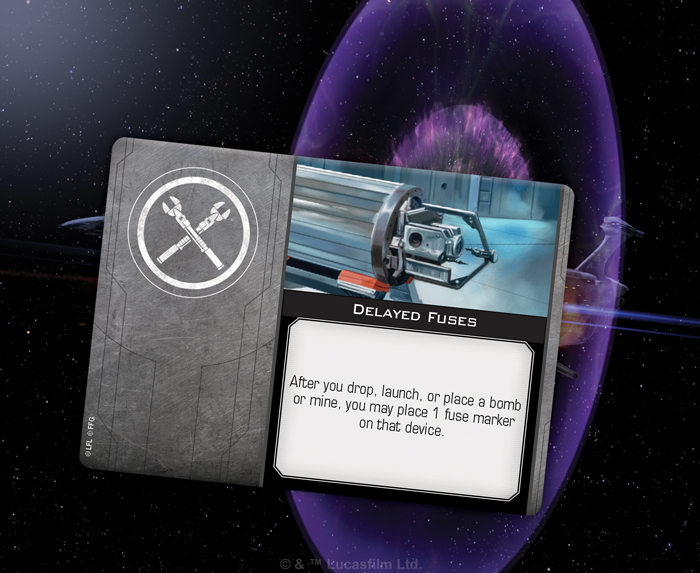 Delayed Fuses
After you drop, launch, or place a bomb
or mine, you may place 1 fuse marker
on that device.
© LFL © FFG
© & ™ Lucasfilm Ltd.